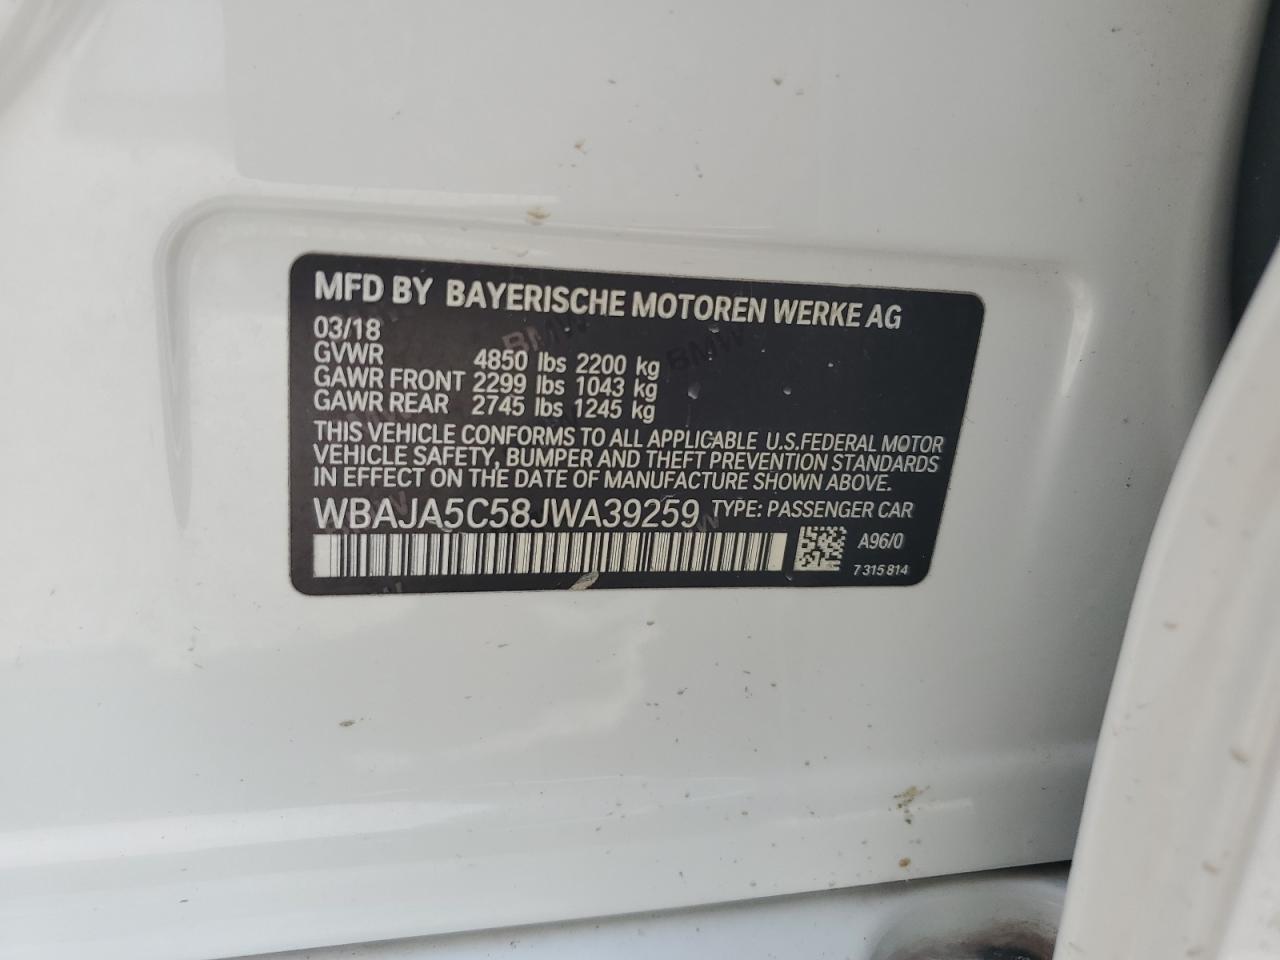 MFD BY BAYERISCHE MOTOREN WERKE AG
03/18
GVWR 4850 lbs 2200 kg
GAWR FRONT 2299 lbs 1043 kg
GAWR REAR 2745 lbs 1245 kg
THIS VEHICLE CONFORMS TO ALL APPLICABLE U.S.FEDERAL MOTOR
VEHICLE SAFETY, BUMPER AND THEFT PREVENTION STANDARDS
IN EFFECT ON THE DATE OF MANUFACTURE SHOWN ABOVE.
WBAJA5C58JWA39259 TYPE: PASSENGER CAR
A96/0
7 315 814
BMW
BMW